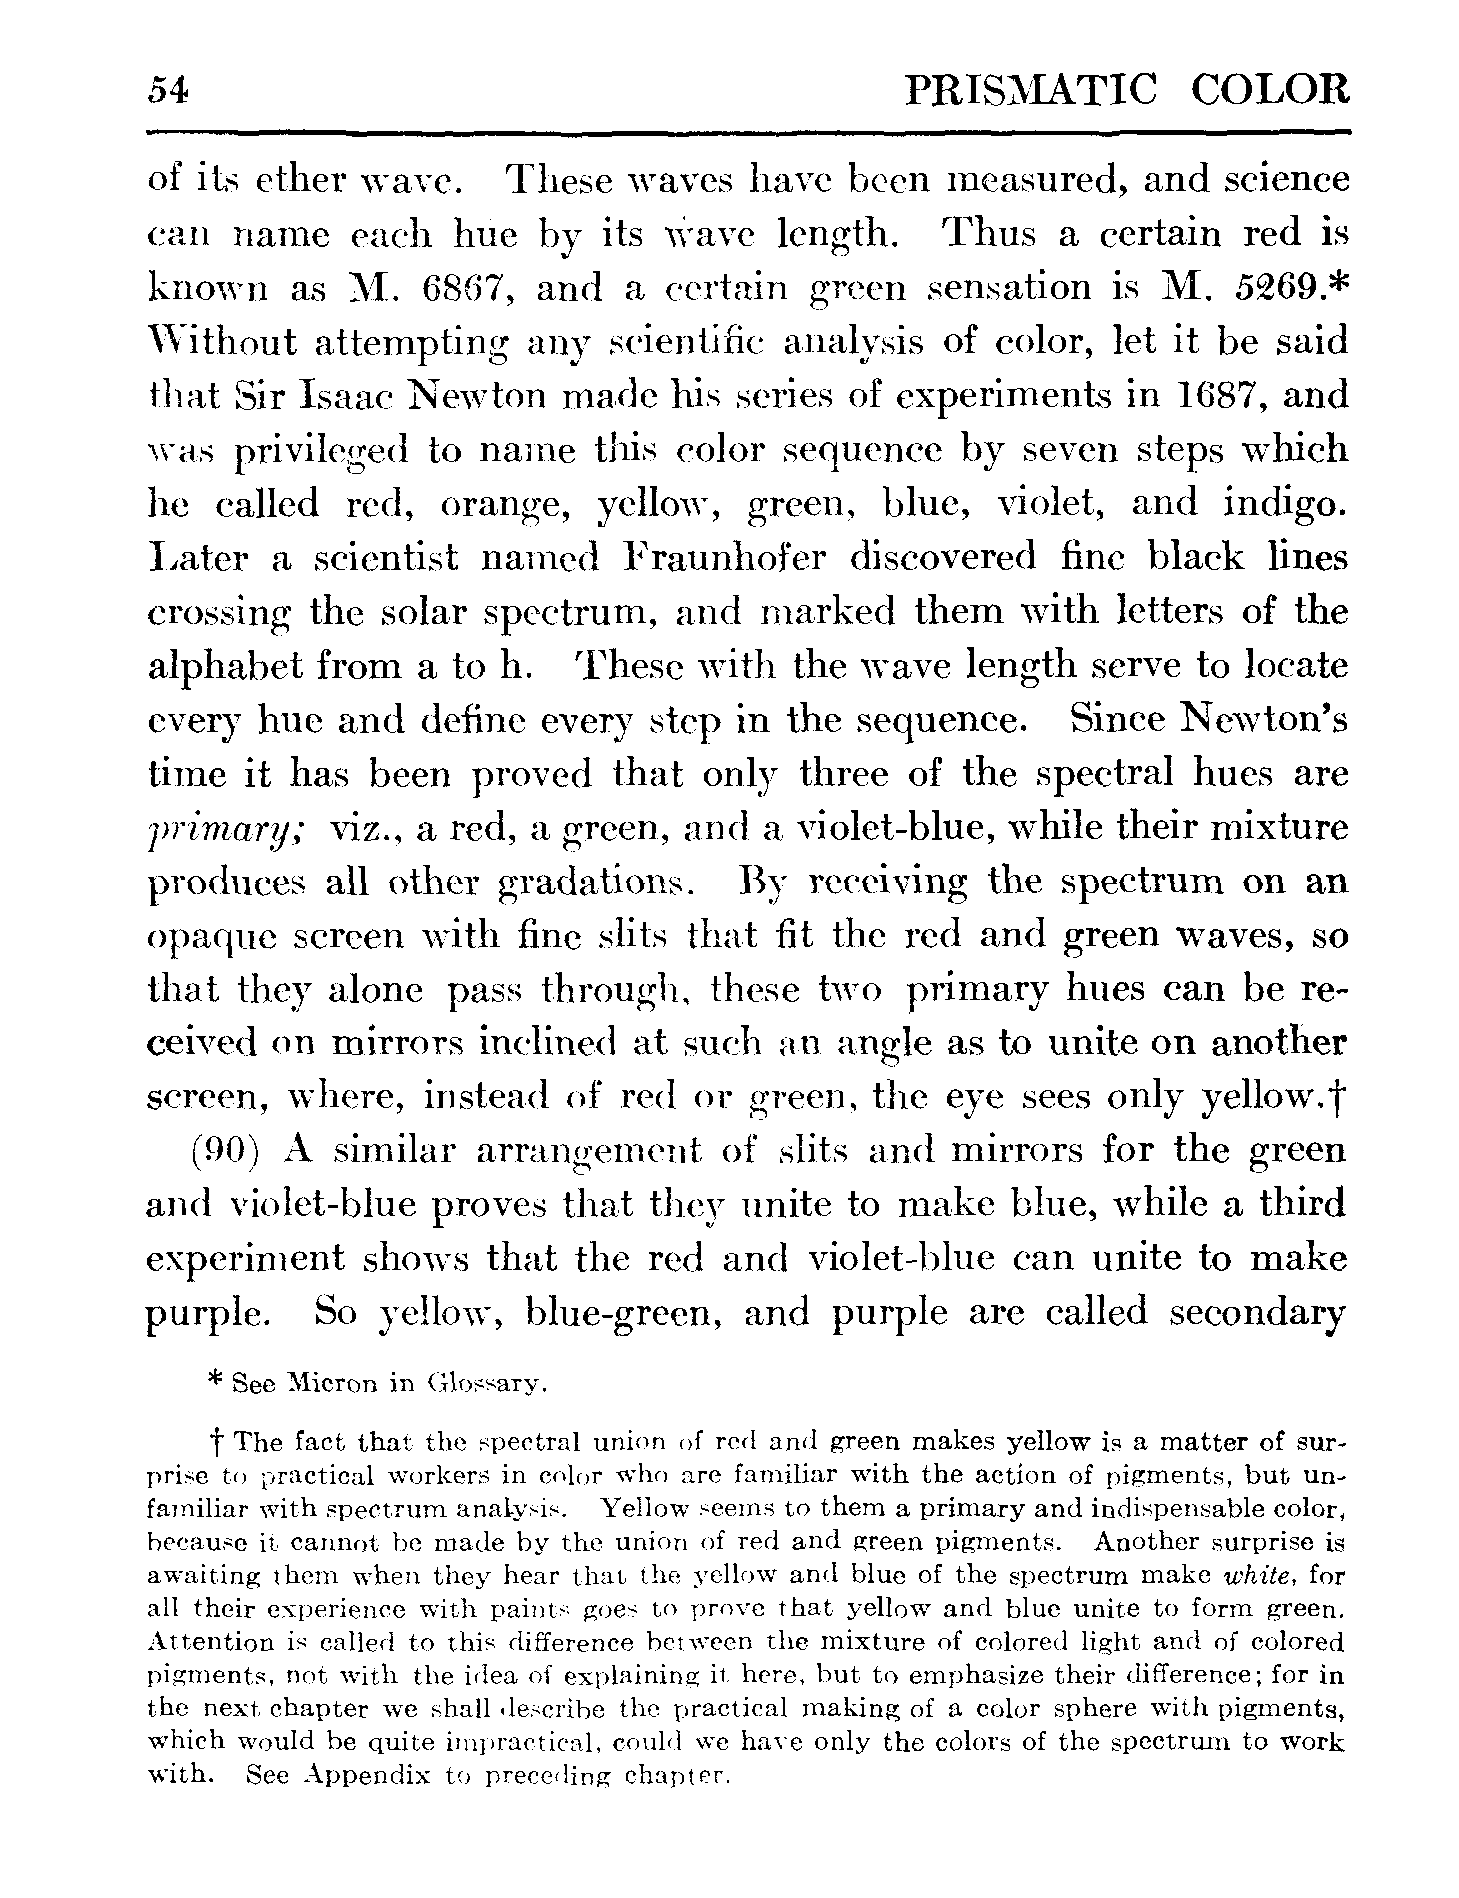 54 PRISMATIC COLOR
of its ether wave. These waves have been measured, and science
can name each hue by its wave length. Thus a certain red is
known as M. 6867, and a certain green sensation is M. 5269.*
Without attempting any scientific analysis of color, let it be said
that Sir Isaac Newton made his series of experiments in 1687, and
was privileged to name this color sequence by seven steps which
he called red, orange, yellow, green, blue, violet, and indigo.
Later a scientist named Fraunhofer discovered fine black lines
crossing the solar spectrum, and marked them with letters of the
alphabet from a to h. These with the wave length serve to locate
every hue and define every step in the sequence. Since Newton's
time it has been proved that only three of the spectral hues are
primary; viz., a red, a green, and a violet-blue, while their mixture
produces all other gradations. By receiving the spectrum on an
opaque screen with fine slits that fit the red and green waves, so
that they alone pass through, these two primary hues can be re-
ceived on mirrors inclined at such an angle as to unite on another
screen, where, instead of red or green, the eye sees only yellow.†
(90) A similar arrangement of slits and mirrors for the green
and violet-blue proves that they unite to make blue, while a third
experiment shows that the red and violet-blue can unite to make
purple. So yellow, blue-green, and purple are called secondary
* See Micron in Glossary.
† The fact that the spectral union of red and green makes yellow is a matter of sur-
prise to practical workers in color who are familiar with the action of pigments, but un-
familiar with spectrum analysis. Yellow seems to them a primary and indispensable color,
because it cannot be made by the union of red and green pigments. Another surprise is
awaiting them when they hear that the yellow and blue of the spectrum make white, for
all their experience with paints goes to prove that yellow and blue unite to form green.
Attention is called to this difference between the mixture of colored light and of colored
pigments, not with the idea of explaining it here, but to emphasize their difference; for in
the next chapter we shall describe the practical making of a color sphere with pigments,
which would be quite impractical, could we have only the colors of the spectrum to work
with. See Appendix to preceding chapter.